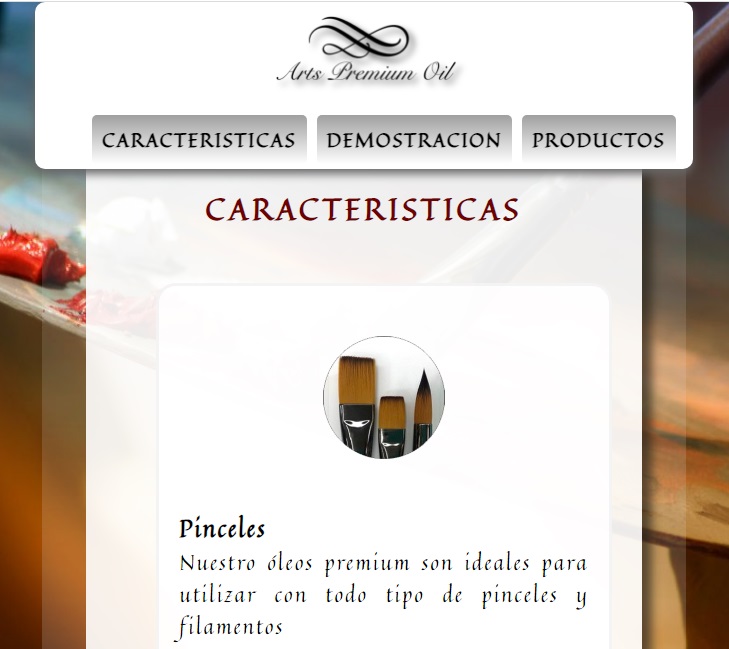 Arts Premium Oil
CARACTERISTICAS
DEMOSTRACION
PRODUCTOS
CARACTERISTICAS
Pinceles
Nuestro óleos premium son ideales para
utilizar con todo tipo de pinceles y
filamentos